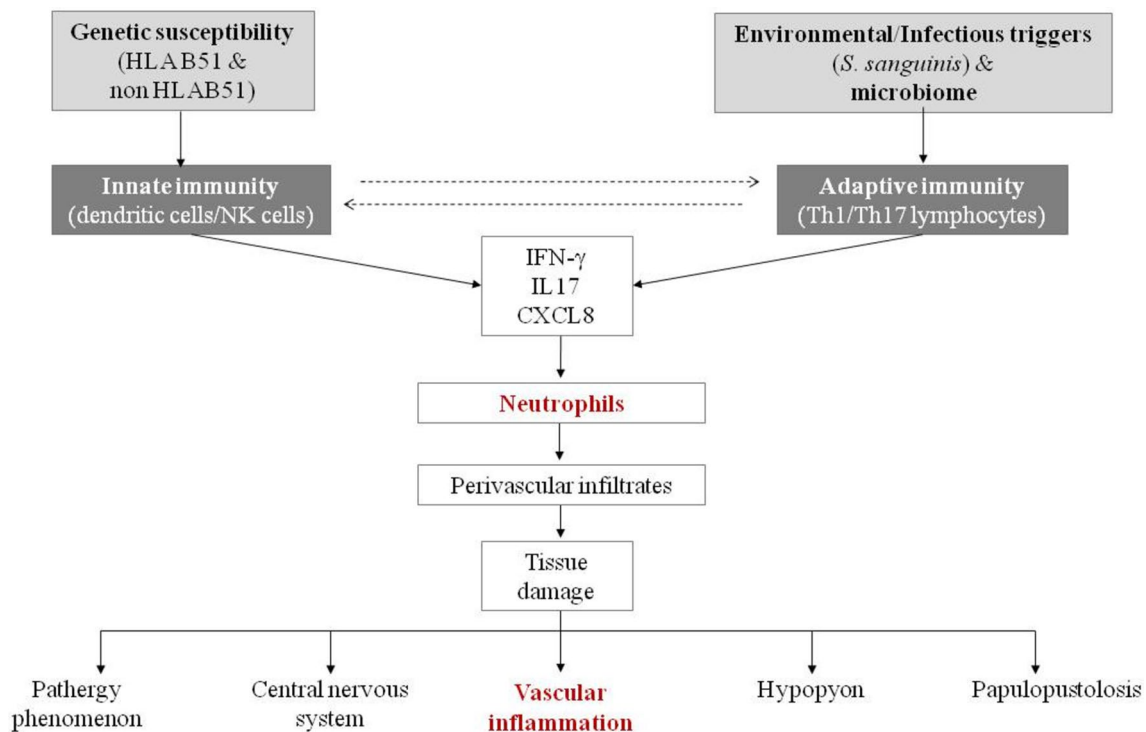 Genetic susceptibility
(HLAB51 &
non HLAB51)
Environmental/Infectious triggers
(S. sanguinis) &
microbiome
Innate immunity
(dendritic cells/NK cells)
Adaptive immunity
(Th1/Th17 lymphocytes)
IFN-γ
IL17
CXCL8
Neutrophils
Perivascular infiltrates
Tissue
damage
Pathergy
phenomenon
Central nervous
system
Vascular
inflammation
Hypopyon
Papulopustolosis